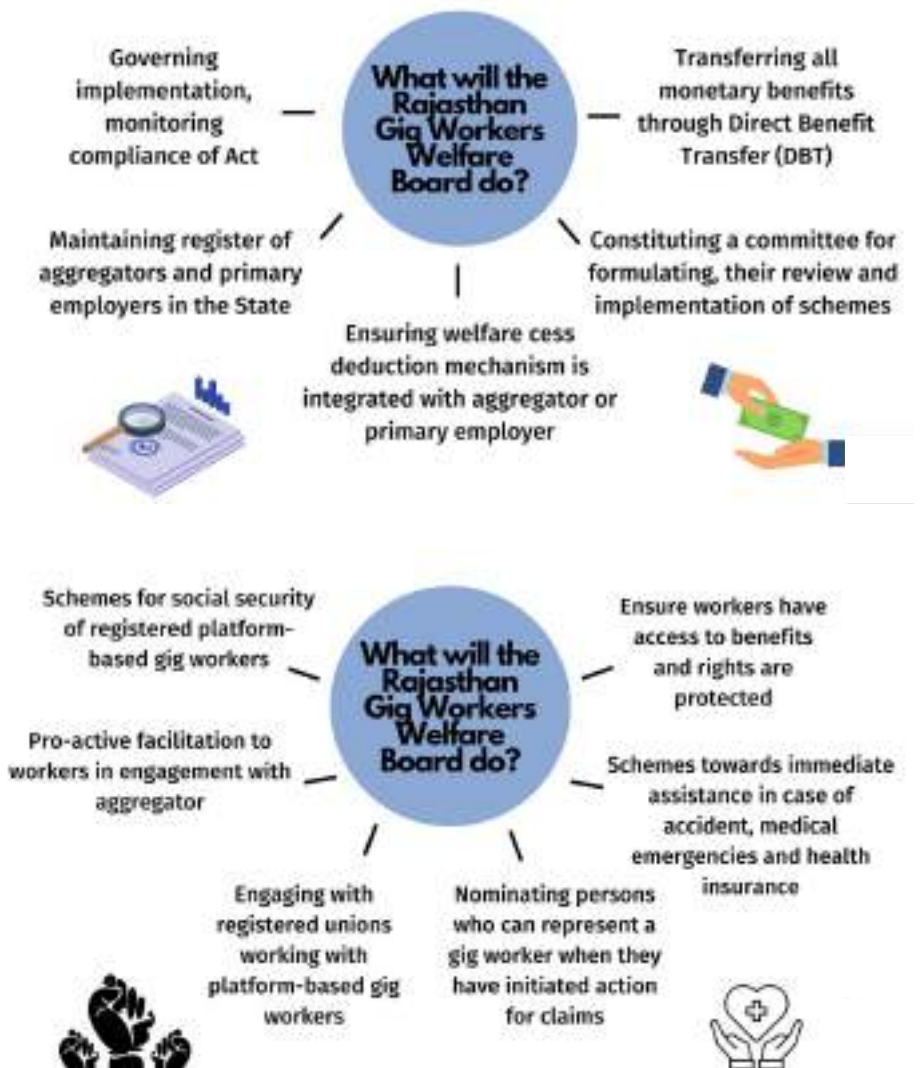 What will the
Rajasthan
Gig Workers
Welfare
Board do?
Governing
implementation,
monitoring
compliance of Act
Transferring all
monetary benefits
through Direct Benefit
Transfer (DBT)
Maintaining register of
aggregators and primary
employers in the State
Constituting a committee for
formulating, their review and
implementation of schemes
Ensuring welfare cess
deduction mechanism is
integrated with aggregator or
primary employer
What will the
Rajasthan
Gig Workers
Welfare
Board do?
Schemes for social security
of registered platform-
based gig workers
Ensure workers have
access to benefits
and rights are
protected
Pro-active facilitation to
workers in engagement with
aggregator
Schemes towards immediate
assistance in case of
accident, medical
emergencies and health
insurance
Engaging with
registered unions
working with
platform-based gig
workers
Nominating persons
who can represent a
gig worker when they
have initiated action
for claims